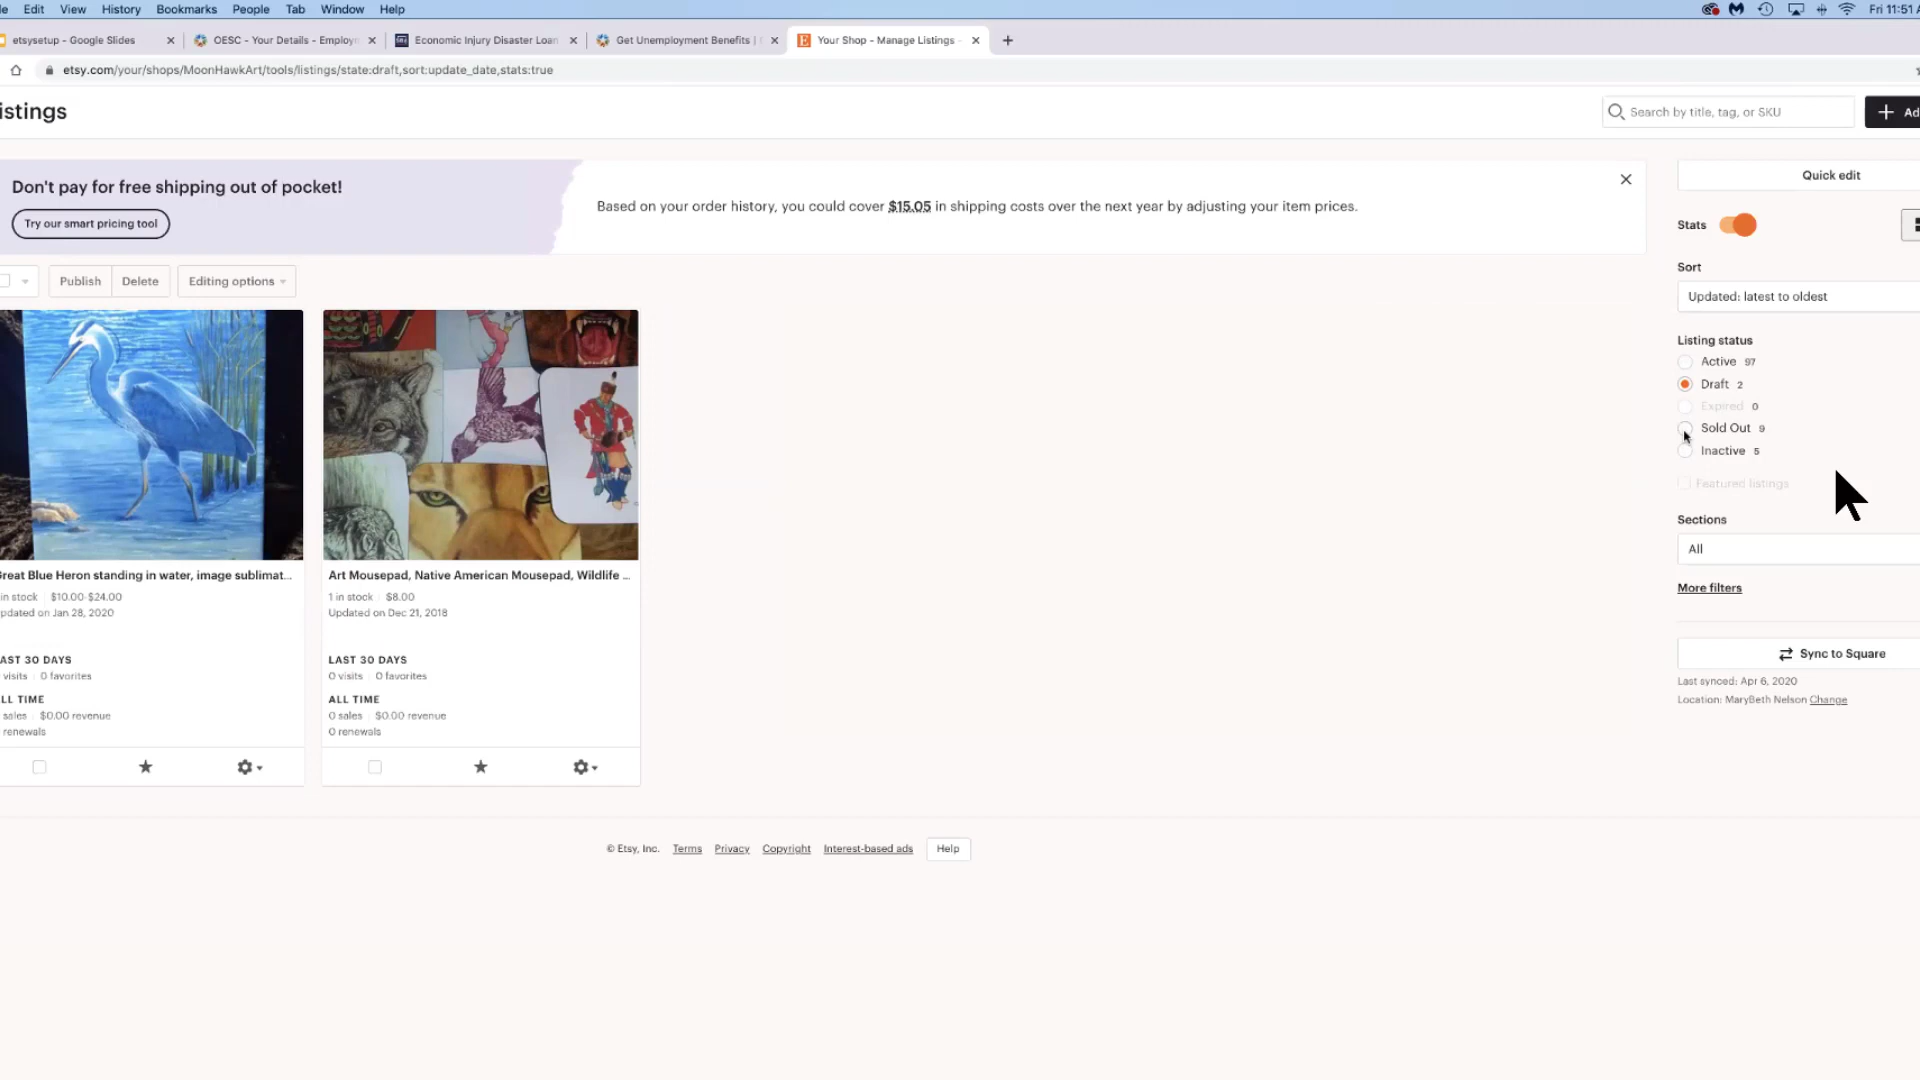 Edit View History Bookmarks People Tab Window Help Fri 11:51
etsysetup - Google Slides OESC - Your Details - Employ Economic Injury Disaster Loan Get Unemployment Benefits | Your Shop - Manage Listings -
etsy.com/your/shops/MoonHawkArt/tools/listings/state:draft,sort:update_date,stats:true
istings
Search by title, tag, or SKU
+ Ad
Don't pay for free shipping out of pocket!
Try our smart pricing tool
Based on your order history, you could cover $15.05 in shipping costs over the next year by adjusting your item prices.
Quick edit
Stats
Sort
Updated: latest to oldest
Publish Delete Editing options
Listing status
Active 97
Draft 2
Expired 0
Sold Out 9
Inactive 5
Featured listings
Sections
All
More filters
Sync to Square
Last synced: Apr 6, 2020
Location: MaryBeth Nelson Change
Great Blue Heron standing in water, image sublimat...
in stock $10.00-$24.00
pdated on Jan 28, 2020
AST 30 DAYS
visits 0 favorites
LL TIME
sales $0.00 revenue
renewals
Art Mousepad, Native American Mousepad, Wildlife ...
1 in stock $8.00
Updated on Dec 21, 2018
LAST 30 DAYS
0 visits 0 favorites
ALL TIME
0 sales $0.00 revenue
0 renewals
© Etsy, Inc. Terms Privacy Copyright Interest-based ads Help